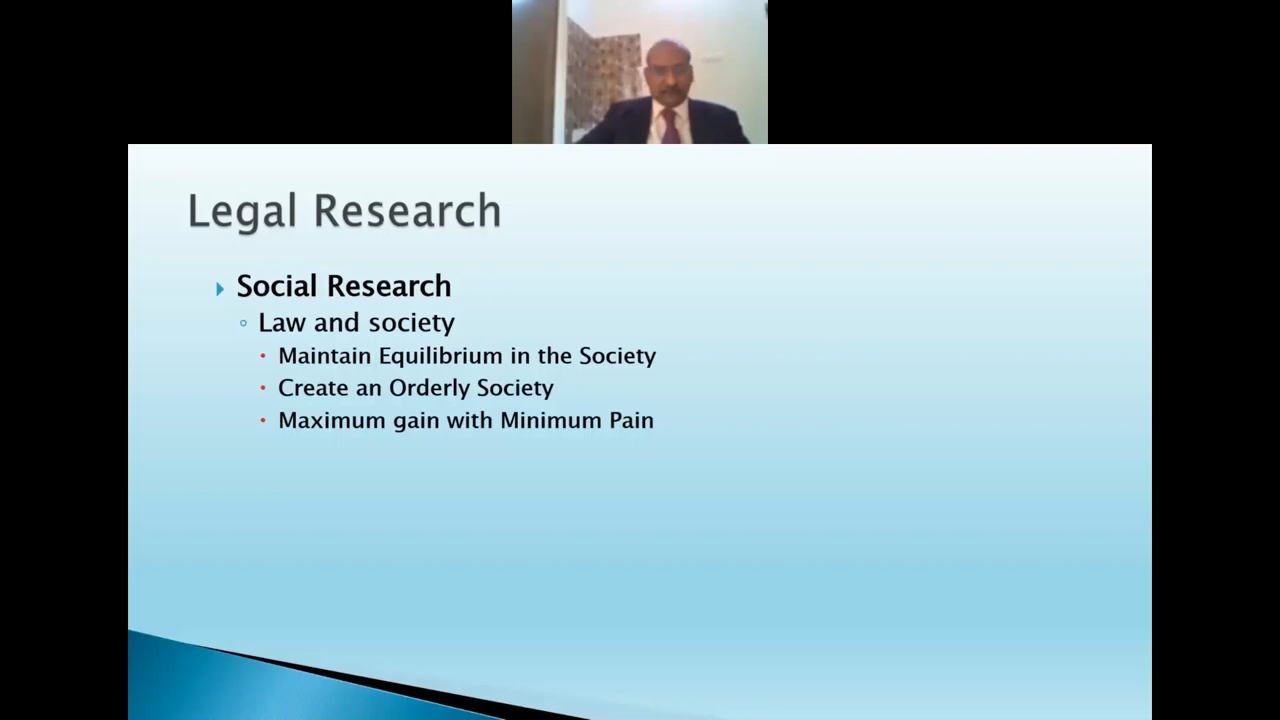 Legal Research
Social Research
Law and society
Maintain Equilibrium in the Society
Create an Orderly Society
Maximum gain with Minimum Pain